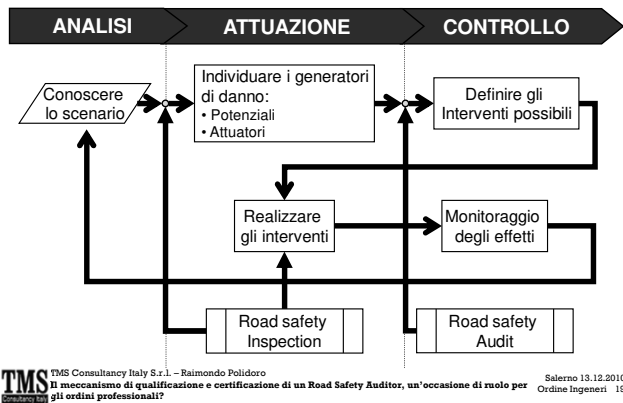 ANALISI ATTUAZIONE CONTROLLO
Conoscere
lo scenario
Individuare i generatori
di danno:
• Potenziali
• Attuatori
Definire gli
Interventi possibili
Realizzare
gli interventi
Monitoraggio
degli effetti
Road safety
Inspection
Road safety
Audit
TMS
Consultancy Italy
TMS Consultancy Italy S.r.l. – Raimondo Polidoro
Il meccanismo di qualificazione e certificazione di un Road Safety Auditor, un'occasione di ruolo per
gli ordini professionali?
Salerno 13.12.2010
Ordine Ingeneri 19